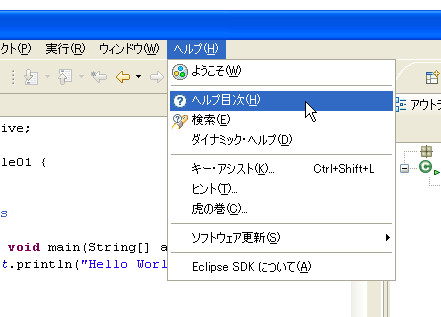 クト(P) 実行(R) ウィンドウ(W) ヘルプ(H)
ようこそ(W)
ヘルプ目次(H)
検索(E)
ダイナミック・ヘルプ(D)
キー・アシスト(K)... Ctrl+Shift+L
ヒント(T)...
虎の巻(C)...
ソフトウェア更新(S)
Eclipse SDK について(A)
ive;
le01 {
s
void main(String[] a
t.println("Hello Worl
アウトラ